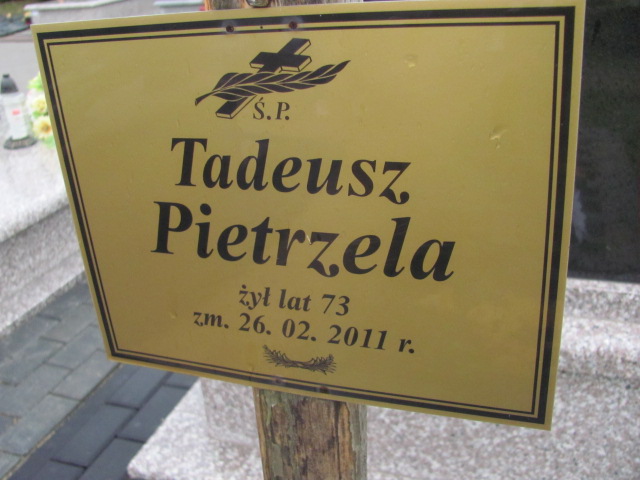 Ś.P.
Tadeusz
Pietrzela
żył lat 73
zm. 26. 02. 2011 r.